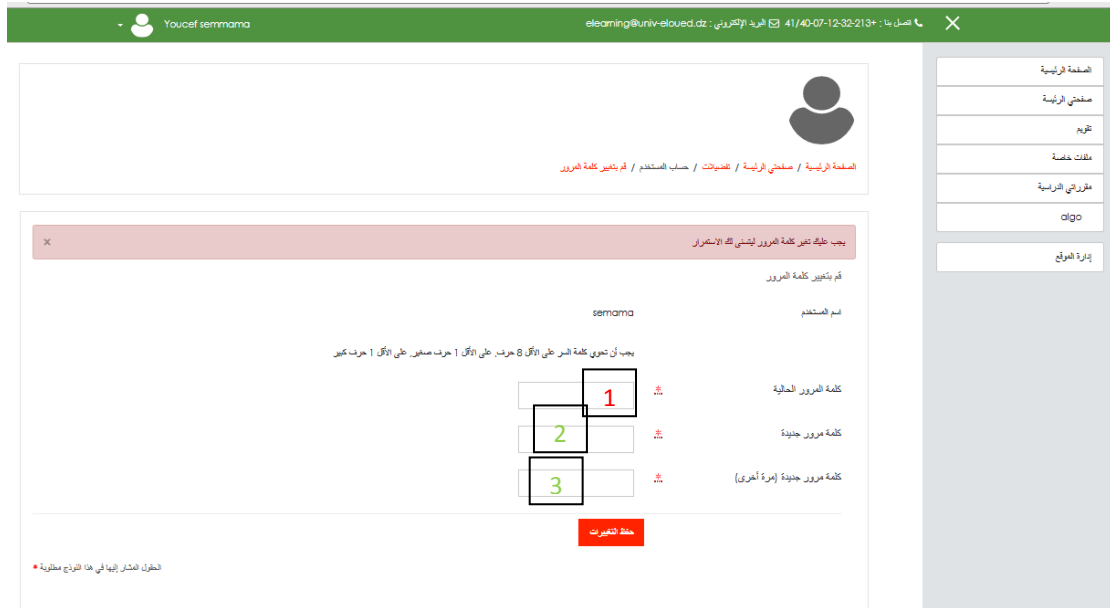 اتصل بنا : +213-32-12-07-41/40 البريد الإلكتروني : elearning@univ-eloued.dz
Youcef semmama
الصفحة الرئيسية
صفحتي الرئيسة
تقويم
ملفات خاصة
مقرراتي الدراسية
algo
إدارة الموقع
الصفحة الرئيسية / صفحتي الرئيسة / تفضيلات / حساب المستخدم / قم بتغيير كلمة المرور
يجب عليك تغير كلمة المرور ليتسنى لك الاستمرار
×
قم بتغيير كلمة المرور
اسم المستخدم semama
يجب أن تحوي كلمة السر على الأقل 8 حرف, على الأقل 1 حرف صغير, على الأقل 1 حرف كبير
كلمة المرور الحالية * 1
كلمة مرور جديدة * 2
كلمة مرور جديدة (مرة أخرى) * 3
حفظ التغييرات
الحقول المشار إليها في هذا النوذج مطلوبة *